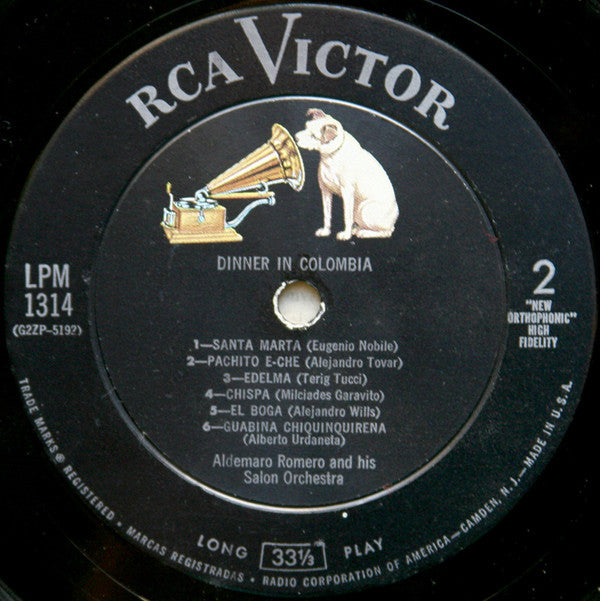 RCA VICTOR
DINNER IN COLOMBIA
LPM
1314
(G2ZP-5192)
2
"NEW
ORTHOPHONIC"
HIGH
FIDELITY
1—SANTA MARTA (Eugenio Nobile)
2—PACHITO E-CHE (Alejandro Tovar)
3—EDELMA (Terig Tucci)
4—CHISPA (Milciades Garavito)
5—EL BOGA (Alejandro Wills)
6—GUABINA CHIQUINQUIRENA
(Alberto Urdaneta)
Aldemaro Romero and his
Salon Orchestra
LONG 33⅓ PLAY
TRADE MARKS ® REGISTERED • MARCAS REGISTRADAS • RADIO CORPORATION OF AMERICA—CAMDEN, N. J.—MADE IN U.S.A.